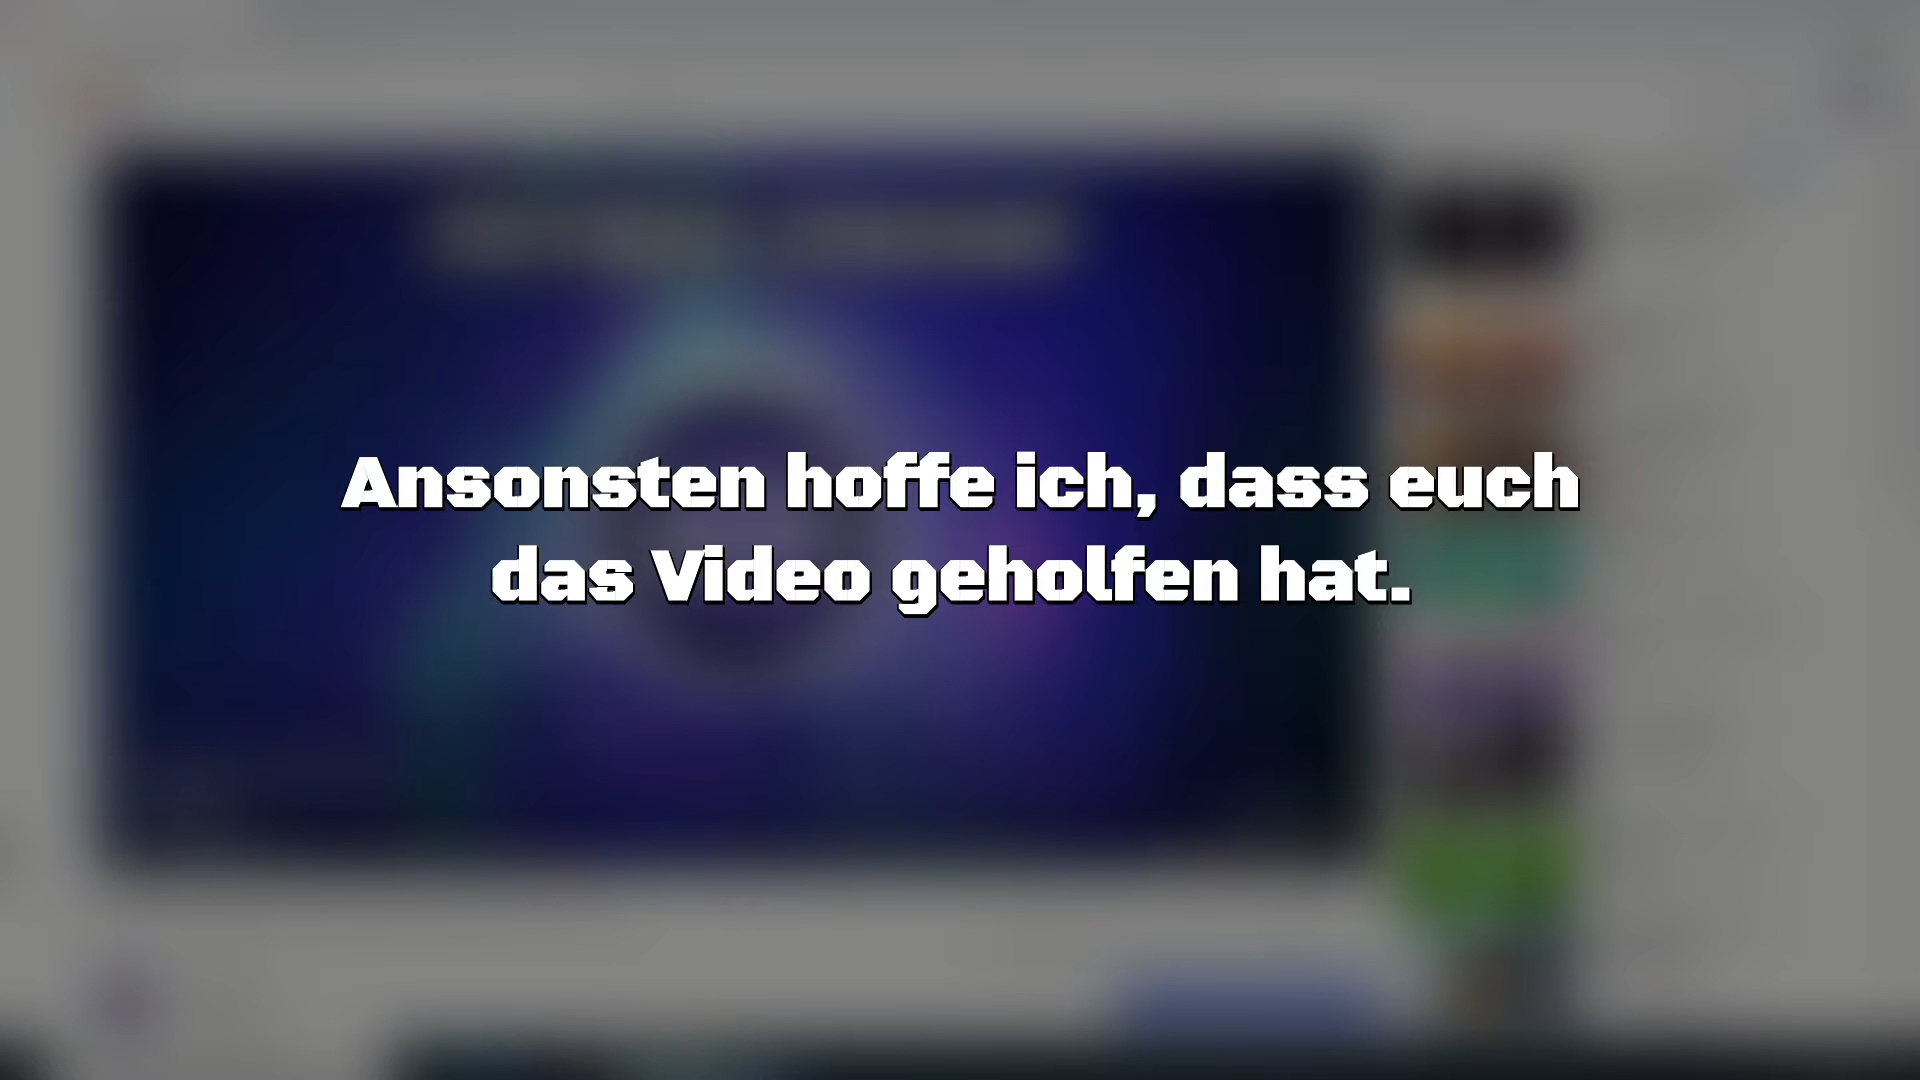 Ansonsten hoffe ich, dass euch
das Video geholfen hat.